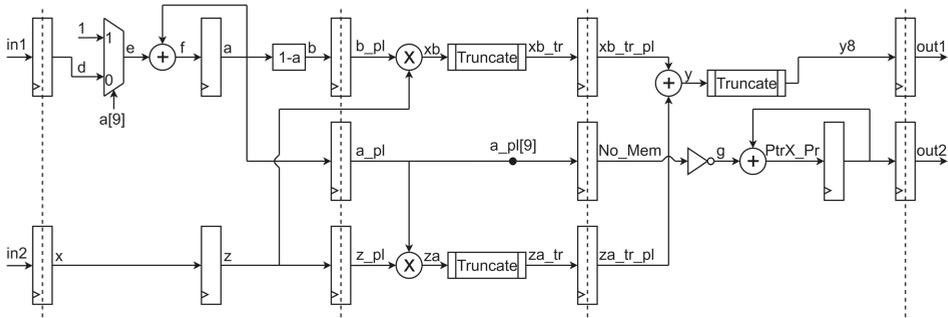 in1
d
1
1
0
e
a[9]
+
f
a
1-a
b
b_pl
X
xb
Truncate
xb_tr
xb_tr_pl
+
y
Truncate
y8
out1
a_pl
a_pl[9]
No_Mem
g
+
PtrX_Pr
out2
in2
x
z
z_pl
X
za
Truncate
za_tr
za_tr_pl